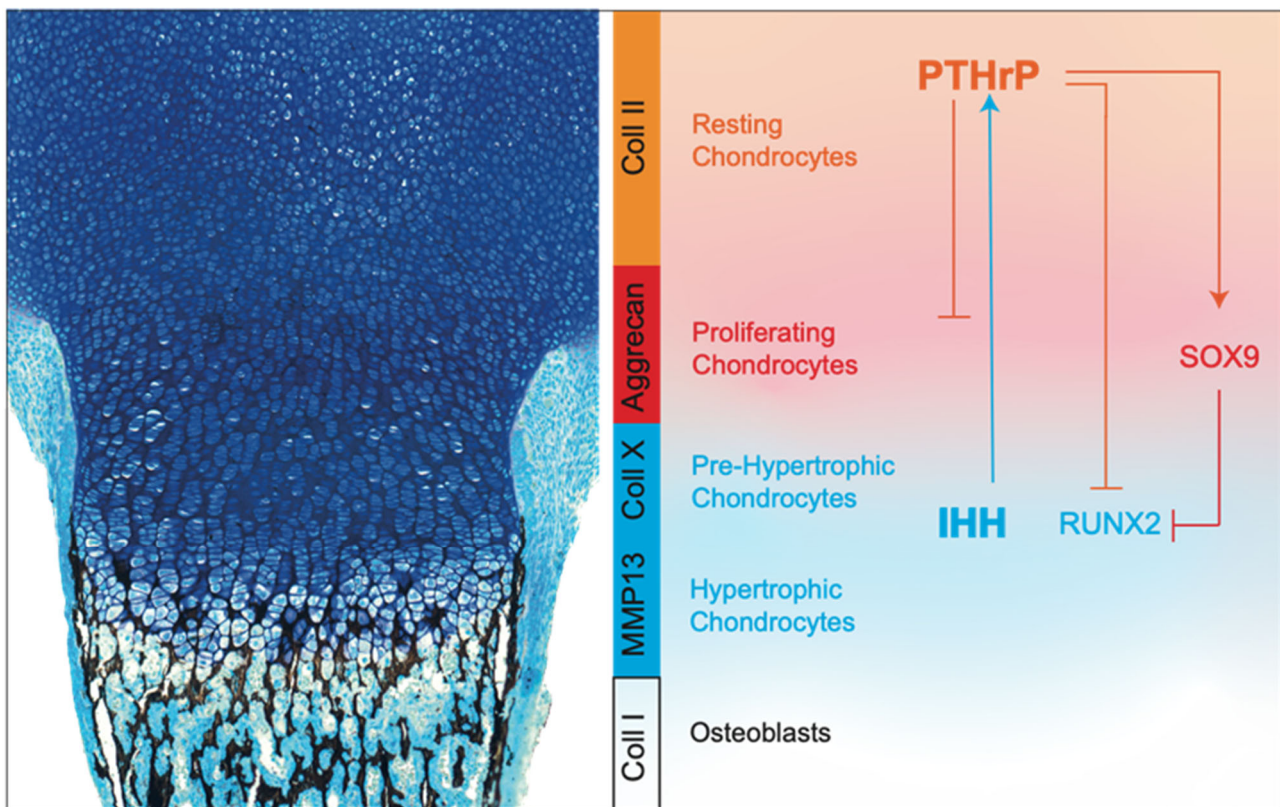 Coll II
Aggrecan
Coll X
MMP13
Coll I
Resting
Chondrocytes
Proliferating
Chondrocytes
Pre-Hypertrophic
Chondrocytes
Hypertrophic
Chondrocytes
Osteoblasts
PTHrP
SOX9
IHH
RUNX2